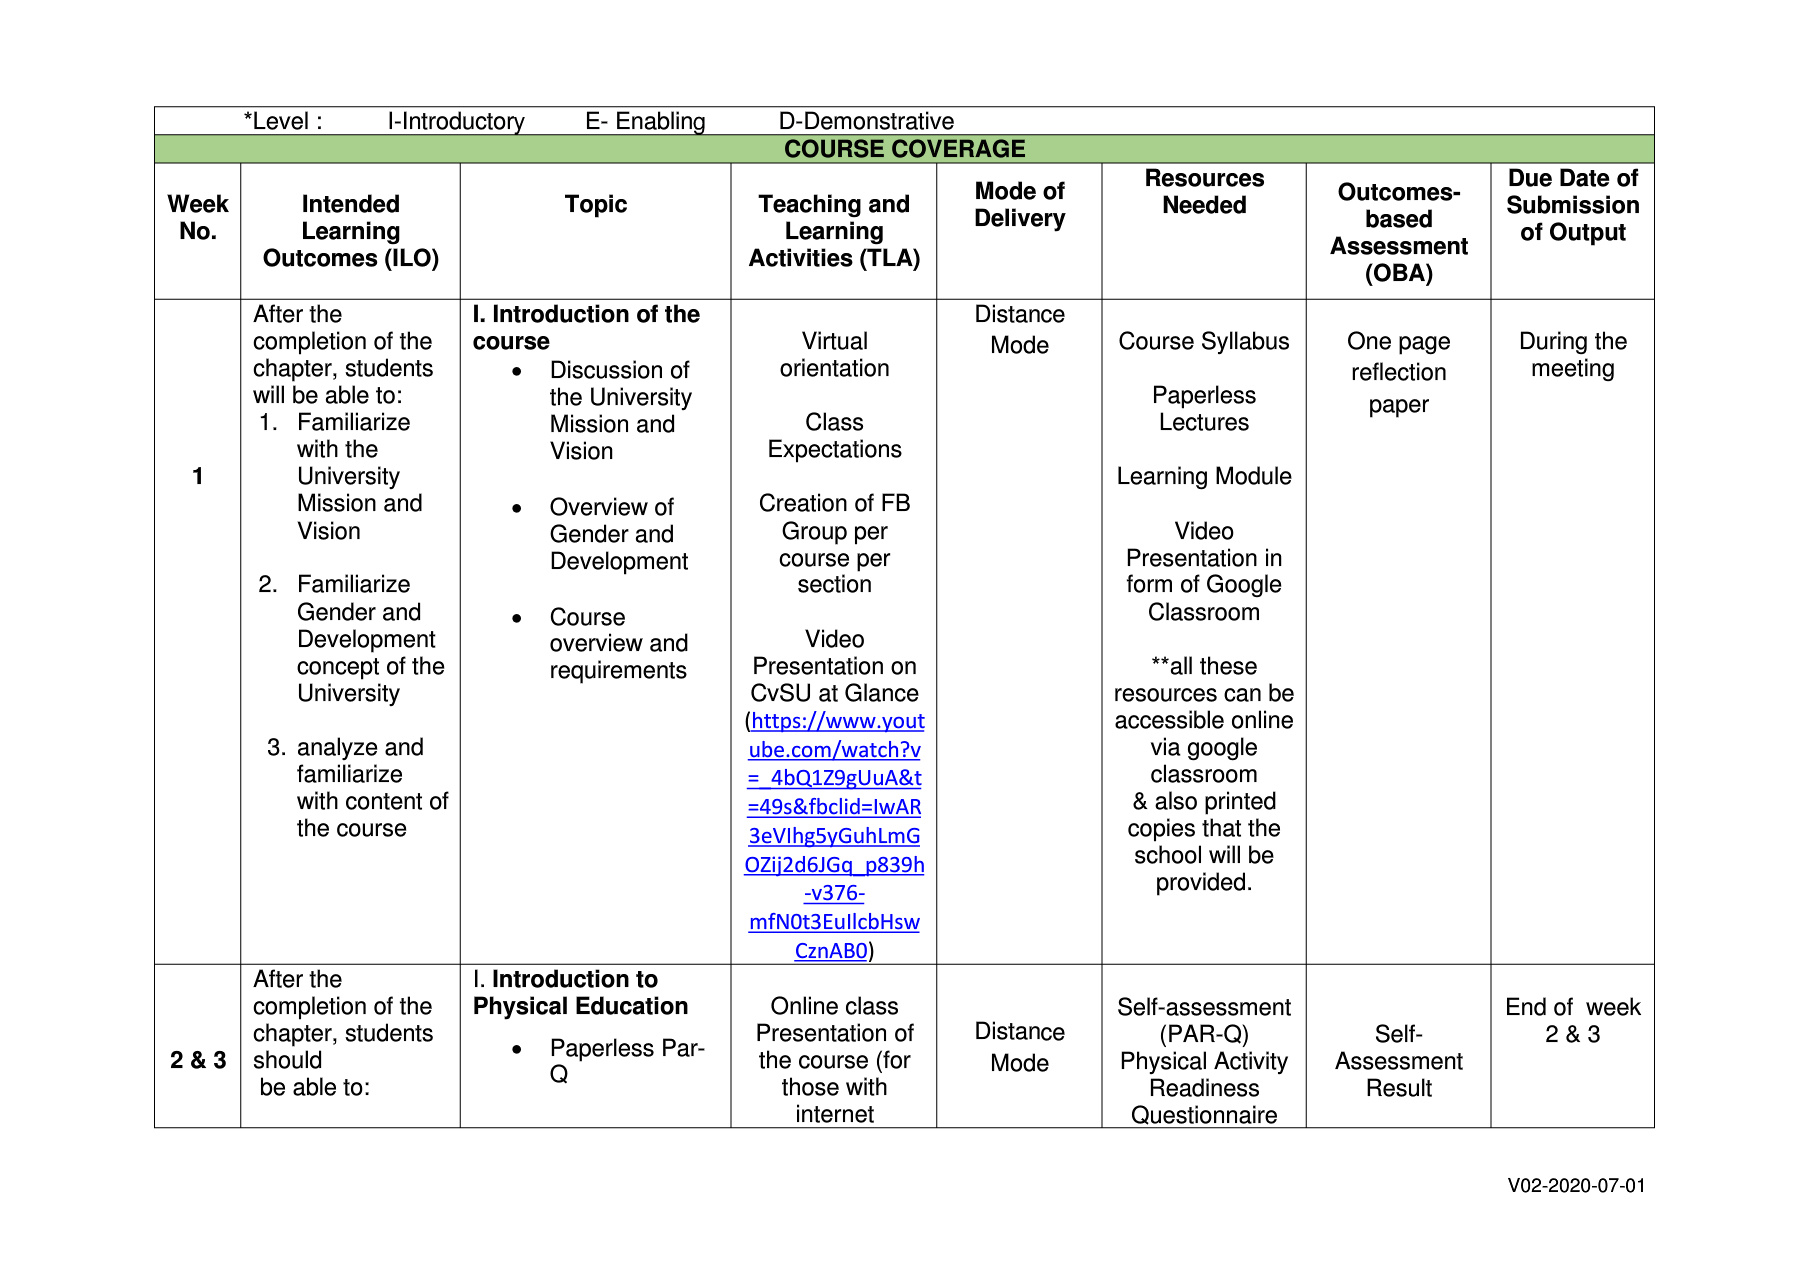 *Level : I-Introductory E- Enabling D-Demonstrative
COURSE COVERAGE
Week
No.
Intended
Learning
Outcomes (ILO)
Topic
Teaching and
Learning
Activities (TLA)
Mode of
Delivery
Resources
Needed
Outcomes-
based
Assessment
(OBA)
Due Date of
Submission
of Output
1
After the
completion of the
chapter, students
will be able to:
1. Familiarize
with the
University
Mission and
Vision
2. Familiarize
Gender and
Development
concept of the
University
3. analyze and
familiarize
with content of
the course
I. Introduction of the
course
• Discussion of
the University
Mission and
Vision
• Overview of
Gender and
Development
• Course
overview and
requirements
Virtual
orientation
Class
Expectations
Creation of FB
Group per
course per
section
Video
Presentation on
CvSU at Glance
(https://www.yout
ube.com/watch?v
=_4bQ1Z9gUuA&t
=49s&fbclid=IwAR
3eVIhg5yGuhLmG
OZij2d6JGq_p839h
-v376-
mfN0t3EuIlcbHsw
CznAB0)
Distance
Mode
Course Syllabus
Paperless
Lectures
Learning Module
Video
Presentation in
form of Google
Classroom
**all these
resources can be
accessible online
via google
classroom
& also printed
copies that the
school will be
provided.
One page
reflection
paper
During the
meeting
2 & 3
After the
completion of the
chapter, students
should
be able to:
I. Introduction to
Physical Education
• Paperless Par-
Q
Online class
Presentation of
the course (for
those with
internet
Distance
Mode
Self-assessment
(PAR-Q)
Physical Activity
Readiness
Questionnaire
Self-
Assessment
Result
End of week
2 & 3
V02-2020-07-01